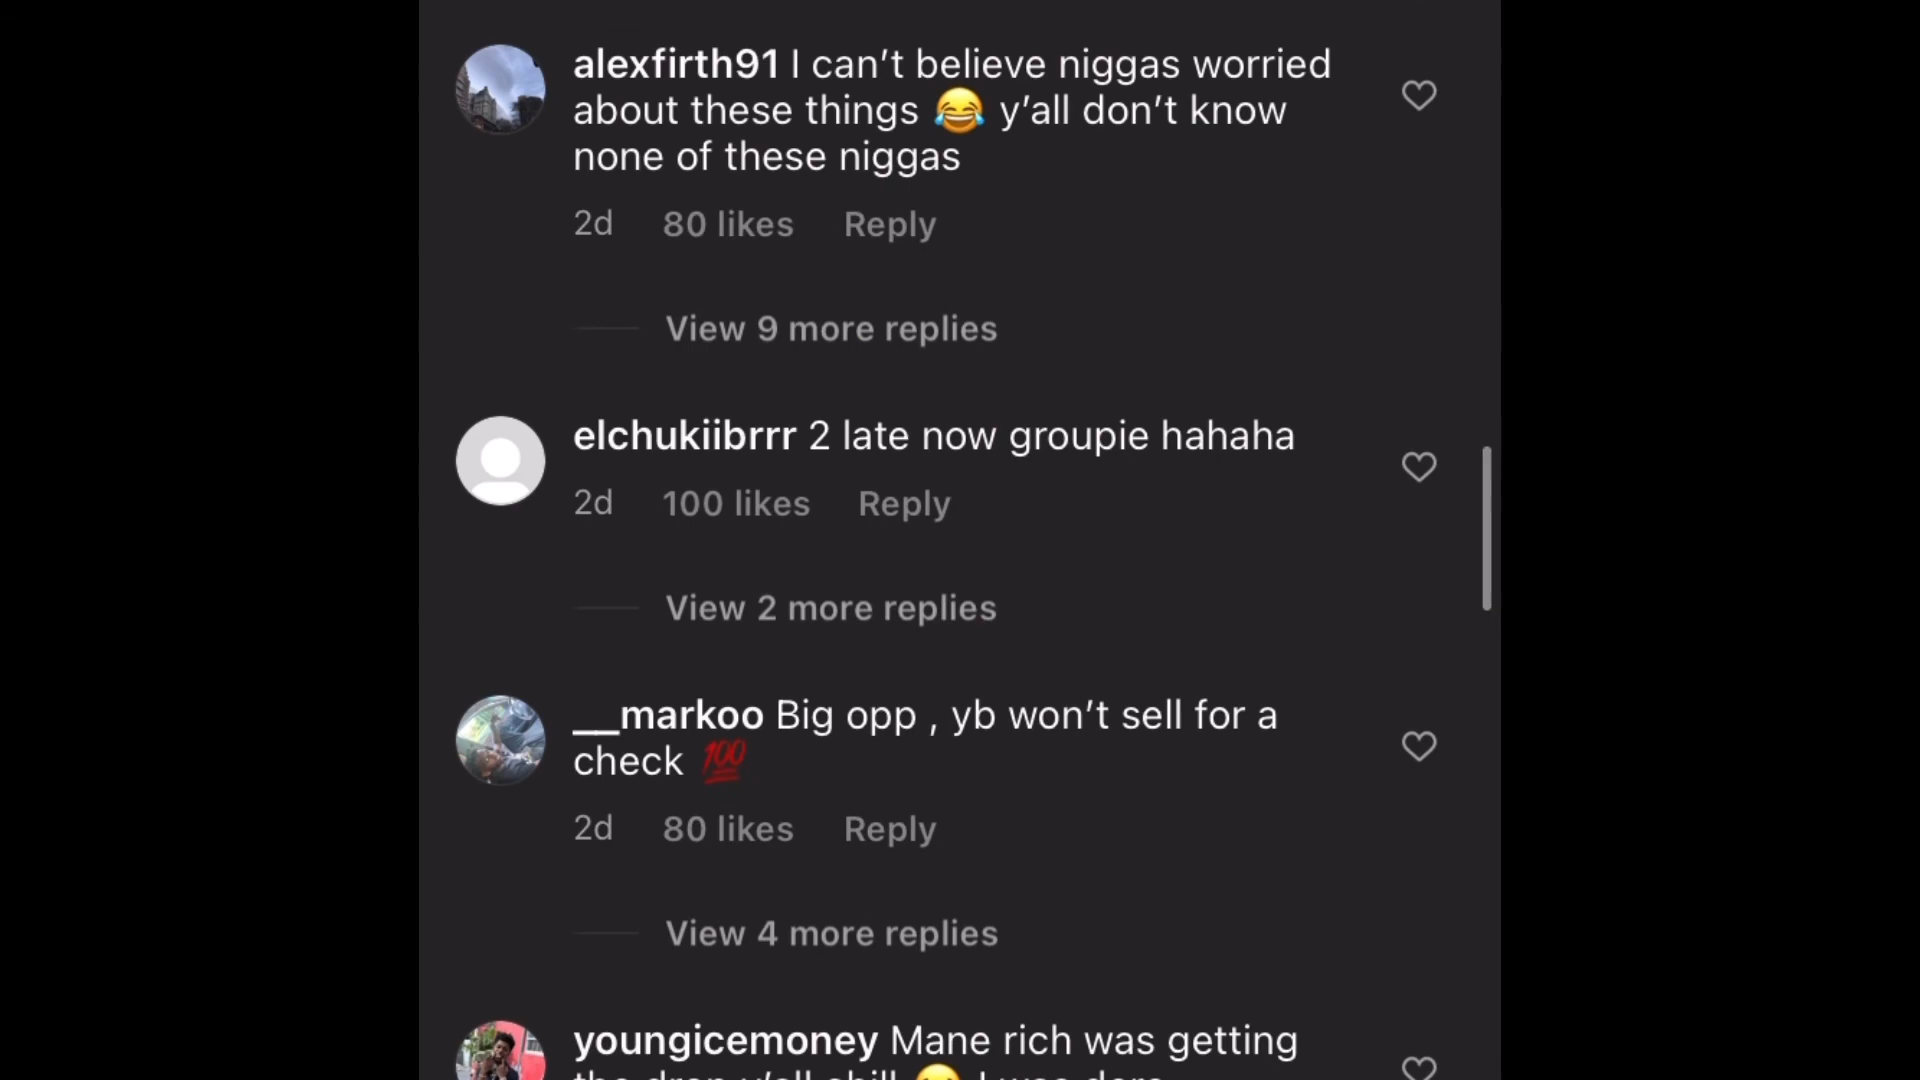 alexfirth91 I can't believe niggas worried
about these things 😂 y'all don't know
none of these niggas
2d 80 likes Reply
View 9 more replies
elchukiibrrr 2 late now groupie hahaha
2d 100 likes Reply
View 2 more replies
__markoo Big opp , yb won't sell for a
check 💯
2d 80 likes Reply
View 4 more replies
youngicemoney Mane rich was getting